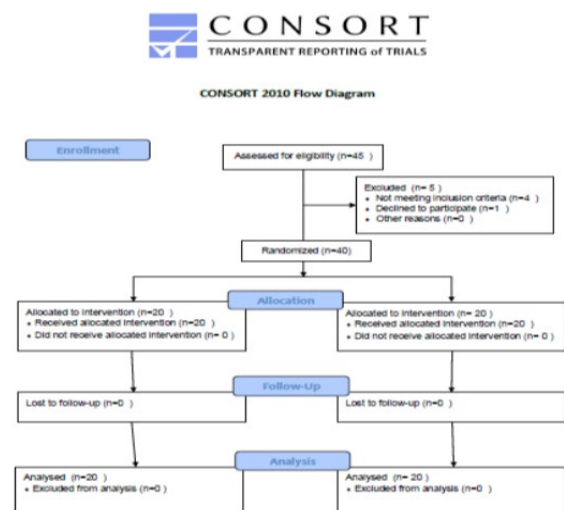 CONSORT
TRANSPARENT REPORTING of TRIALS
CONSORT 2010 Flow Diagram
Enrollment
Assessed for eligibility (n=45 )
Excluded (n= 5 )
• Not meeting inclusion criteria (n=4 )
• Declined to participate (n=1 )
• Other reasons (n=0 )
Randomized (n=40)
Allocation
Allocated to intervention (n=20 )
• Received allocated intervention (n=20 )
• Did not receive allocated intervention (n= 0 )
Allocated to intervention (n= 20 )
• Received allocated intervention (n=20 )
• Did not receive allocated intervention (n= 0 )
Follow-Up
Lost to follow-up (n=0 )
Lost to follow-up (n=0 )
Analysis
Analysed (n=20 )
• Excluded from analysis (n=0 )
Analysed (n= 20 )
• Excluded from analysis (n=0 )